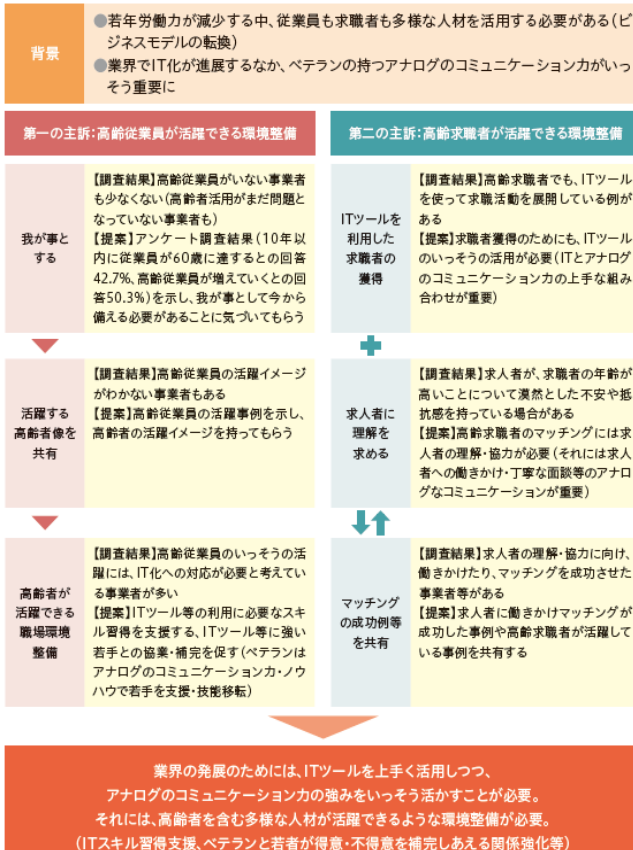 背景
●若年労働力が減少する中、従業員も求職者も多様な人材を活用する必要がある(ビ
ジネスモデルの転換)
●業界でIT化が進展するなか、ベテランの持つアナログのコミュニケーション力がいっ
そう重要に
第一の主訴:高齢従業員が活躍できる環境整備
我が事と
する
【調査結果】高齢従業員がいない事業者
も少なくない(高齢者活用がまだ問題と
なっていない事業者も)
【提案】アンケート調査結果(10年以
内に従業員が60歳に達するとの回答
42.7%、高齢従業員が増えていくとの回
答50.3%)を示し、我が事として今から
備える必要があることに気づいてもらう
活躍する
高齢者像を
共有
【調査結果】高齢従業員の活躍イメージ
がわかない事業者もある
【提案】高齢従業員の活躍事例を示し、
高齢者の活躍イメージを持ってもらう
高齢者が
活躍できる
職場環境
整備
【調査結果】高齢従業員のいっそうの活
躍には、IT化への対応が必要と考えてい
る事業者が多い
【提案】ITツール等の利用に必要なスキ
ル習得を支援する、ITツール等に強い
若手との協業・補完を促す(ベテランは
アナログのコミュニケーション力・ノウ
ハウで若手を支援・技能移転)
第二の主訴:高齢求職者が活躍できる環境整備
ITツールを
利用した
求職者の
獲得
【調査結果】高齢求職者でも、ITツール
を使って求職活動を展開している例が
ある
【提案】求職者獲得のためにも、ITツール
のいっそうの活用が必要(ITとアナログ
のコミュニケーション力の上手な組み
合わせが重要)
求人者に
理解を
求める
【調査結果】求人者が、求職者の年齢が
高いことについて漠然とした不安や抵
抗感を持っている場合がある
【提案】高齢求職者のマッチングには求
人者の理解・協力が必要(それには求人
者への働きかけ・丁寧な面談等のアナロ
グなコミュニケーションが重要)
マッチング
の成功例等
を共有
【調査結果】求人者の理解・協力に向け、
働きかけたり、マッチングを成功させた
事業者等がある
【提案】求人者に働きかけマッチングが
成功した事例や高齢求職者が活躍して
いる事例を共有する
業界の発展のためには、ITツールを上手く活用しつつ、
アナログのコミュニケーション力の強みをいっそう活かすことが必要。
それには、高齢者を含む多様な人材が活躍できるような環境整備が必要。
(ITスキル習得支援、ベテランと若者が得意・不得意を補完しあえる関係強化等)